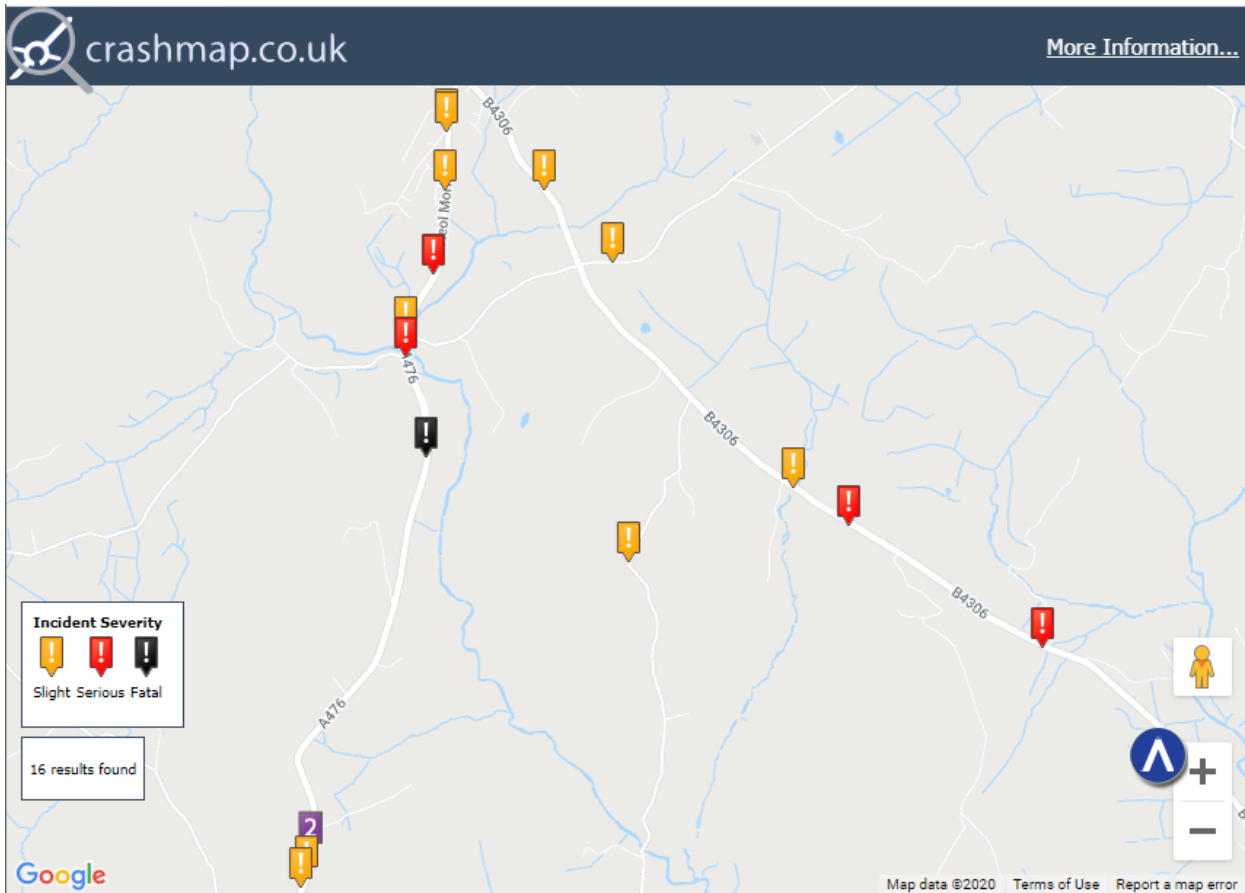 crashmap.co.uk
More Information...
B4306
A476
B4306
B4306
A476
Incident Severity
Slight Serious Fatal
16 results found
2
Google
Map data ©2020 Terms of Use Report a map error